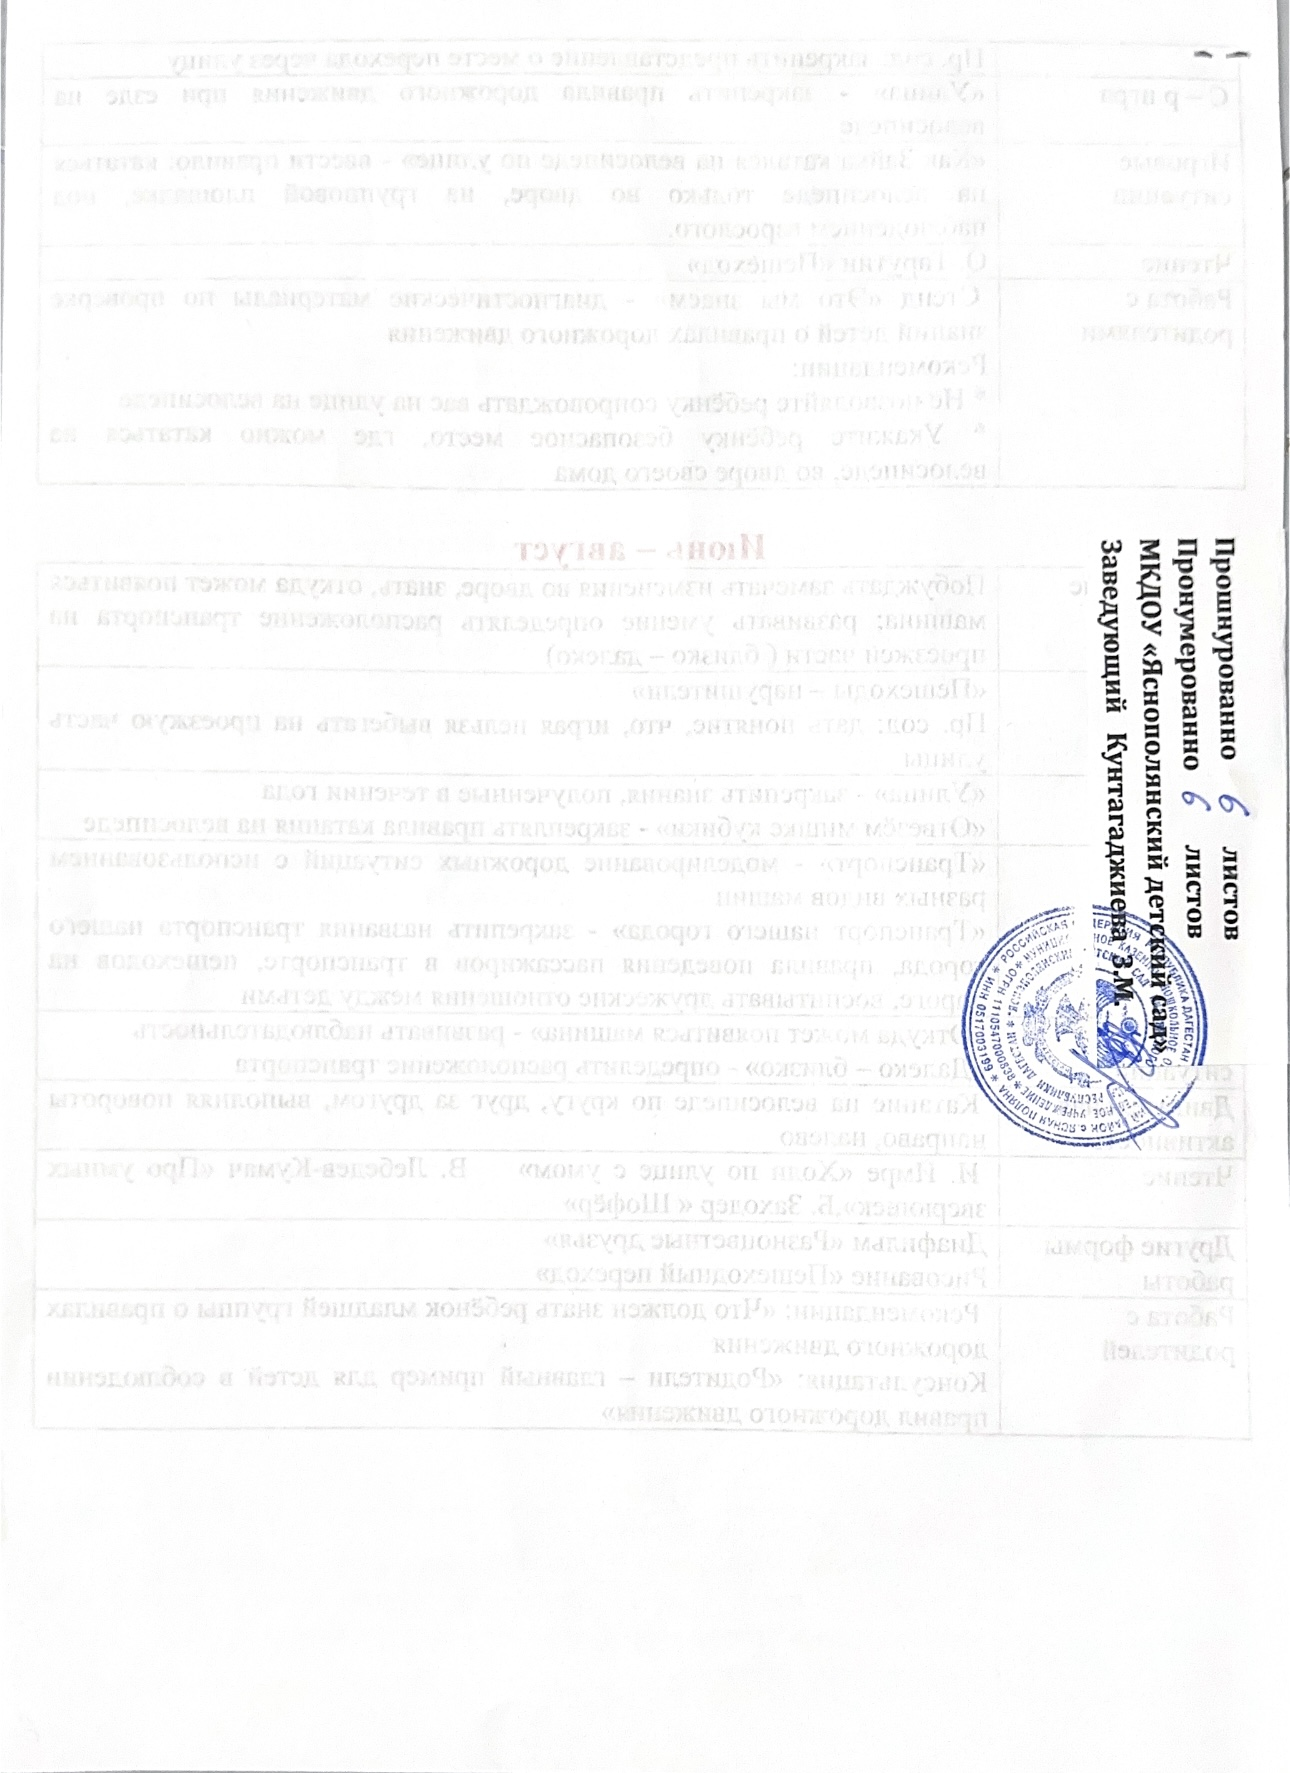 Прошнурованно 6 листов
Пронумерованно 6 листов
МКДОУ «Яснополянский детский сад»
Заведующий Кунтагаджиева З.М.
Пр. сод: закрепить представление о месте перехода через улицу
С – р игра
«Улица» - закрепить правила дорожного движения при езде на
велосипеде
Игровые
ситуации
«Как Зайка катался на велосипеде по улице» - ввести правило: кататься
на велосипеде только во дворе, на групповой площадке, под
наблюдением взрослого.
Чтение
О. Тарутин «Пешеход»
Работа с
родителями
Стенд «Это мы знаем» - диагностические материалы по проверке
знаний детей о правилах дорожного движения
Рекомендации:
* Не позволяйте ребёнку сопровождать вас на улице на велосипеде
* Укажите ребёнку безопасное место, где можно кататься на
велосипеде, во дворе своего дома
Июнь – август
Побуждать замечать изменения во дворе, знать, откуда может появиться
машина; развивать умение определять расположение транспорта на
проезжей части ( близко – далеко)
«Пешеходы – нарушители»
Пр. сод: дать понятие, что, играя нельзя выбегать на проезжую часть
улицы
«Улица» - закрепить знания, полученные в течении года
«Отвезём мишке кубики» - закреплять правила катания на велосипеде
«Транспорт» - моделирование дорожных ситуаций с использованием
разных видов машин
«Транспорт нашего города» - закрепить названия транспорта нашего
города, правила поведения пассажиров в транспорте, пешеходов на
дороге, воспитывать дружеские отношения между детьми
Откуда может появиться машина» - развивать наблюдательность
Далеко – близко» - определить расположение транспорта
Катание на велосипеде по кругу, друг за другом, выполняя повороты
направо, налево
Чтение
И. Имре «Ходи по улице с умом» В. Лебедев-Кумач «Про умных
зверюшек»,Б. Заходер « Шофёр»
Другие формы
работы
Диафильм «Разноцветные друзья»
Рисование «Пешеходный переход»
Работа с
родителей
Рекомендации: «Что должен знать ребёнок младшей группы о правилах
дорожного движения
Консультация: «Родители – главный пример для детей в соблюдении
правил дорожного движения»